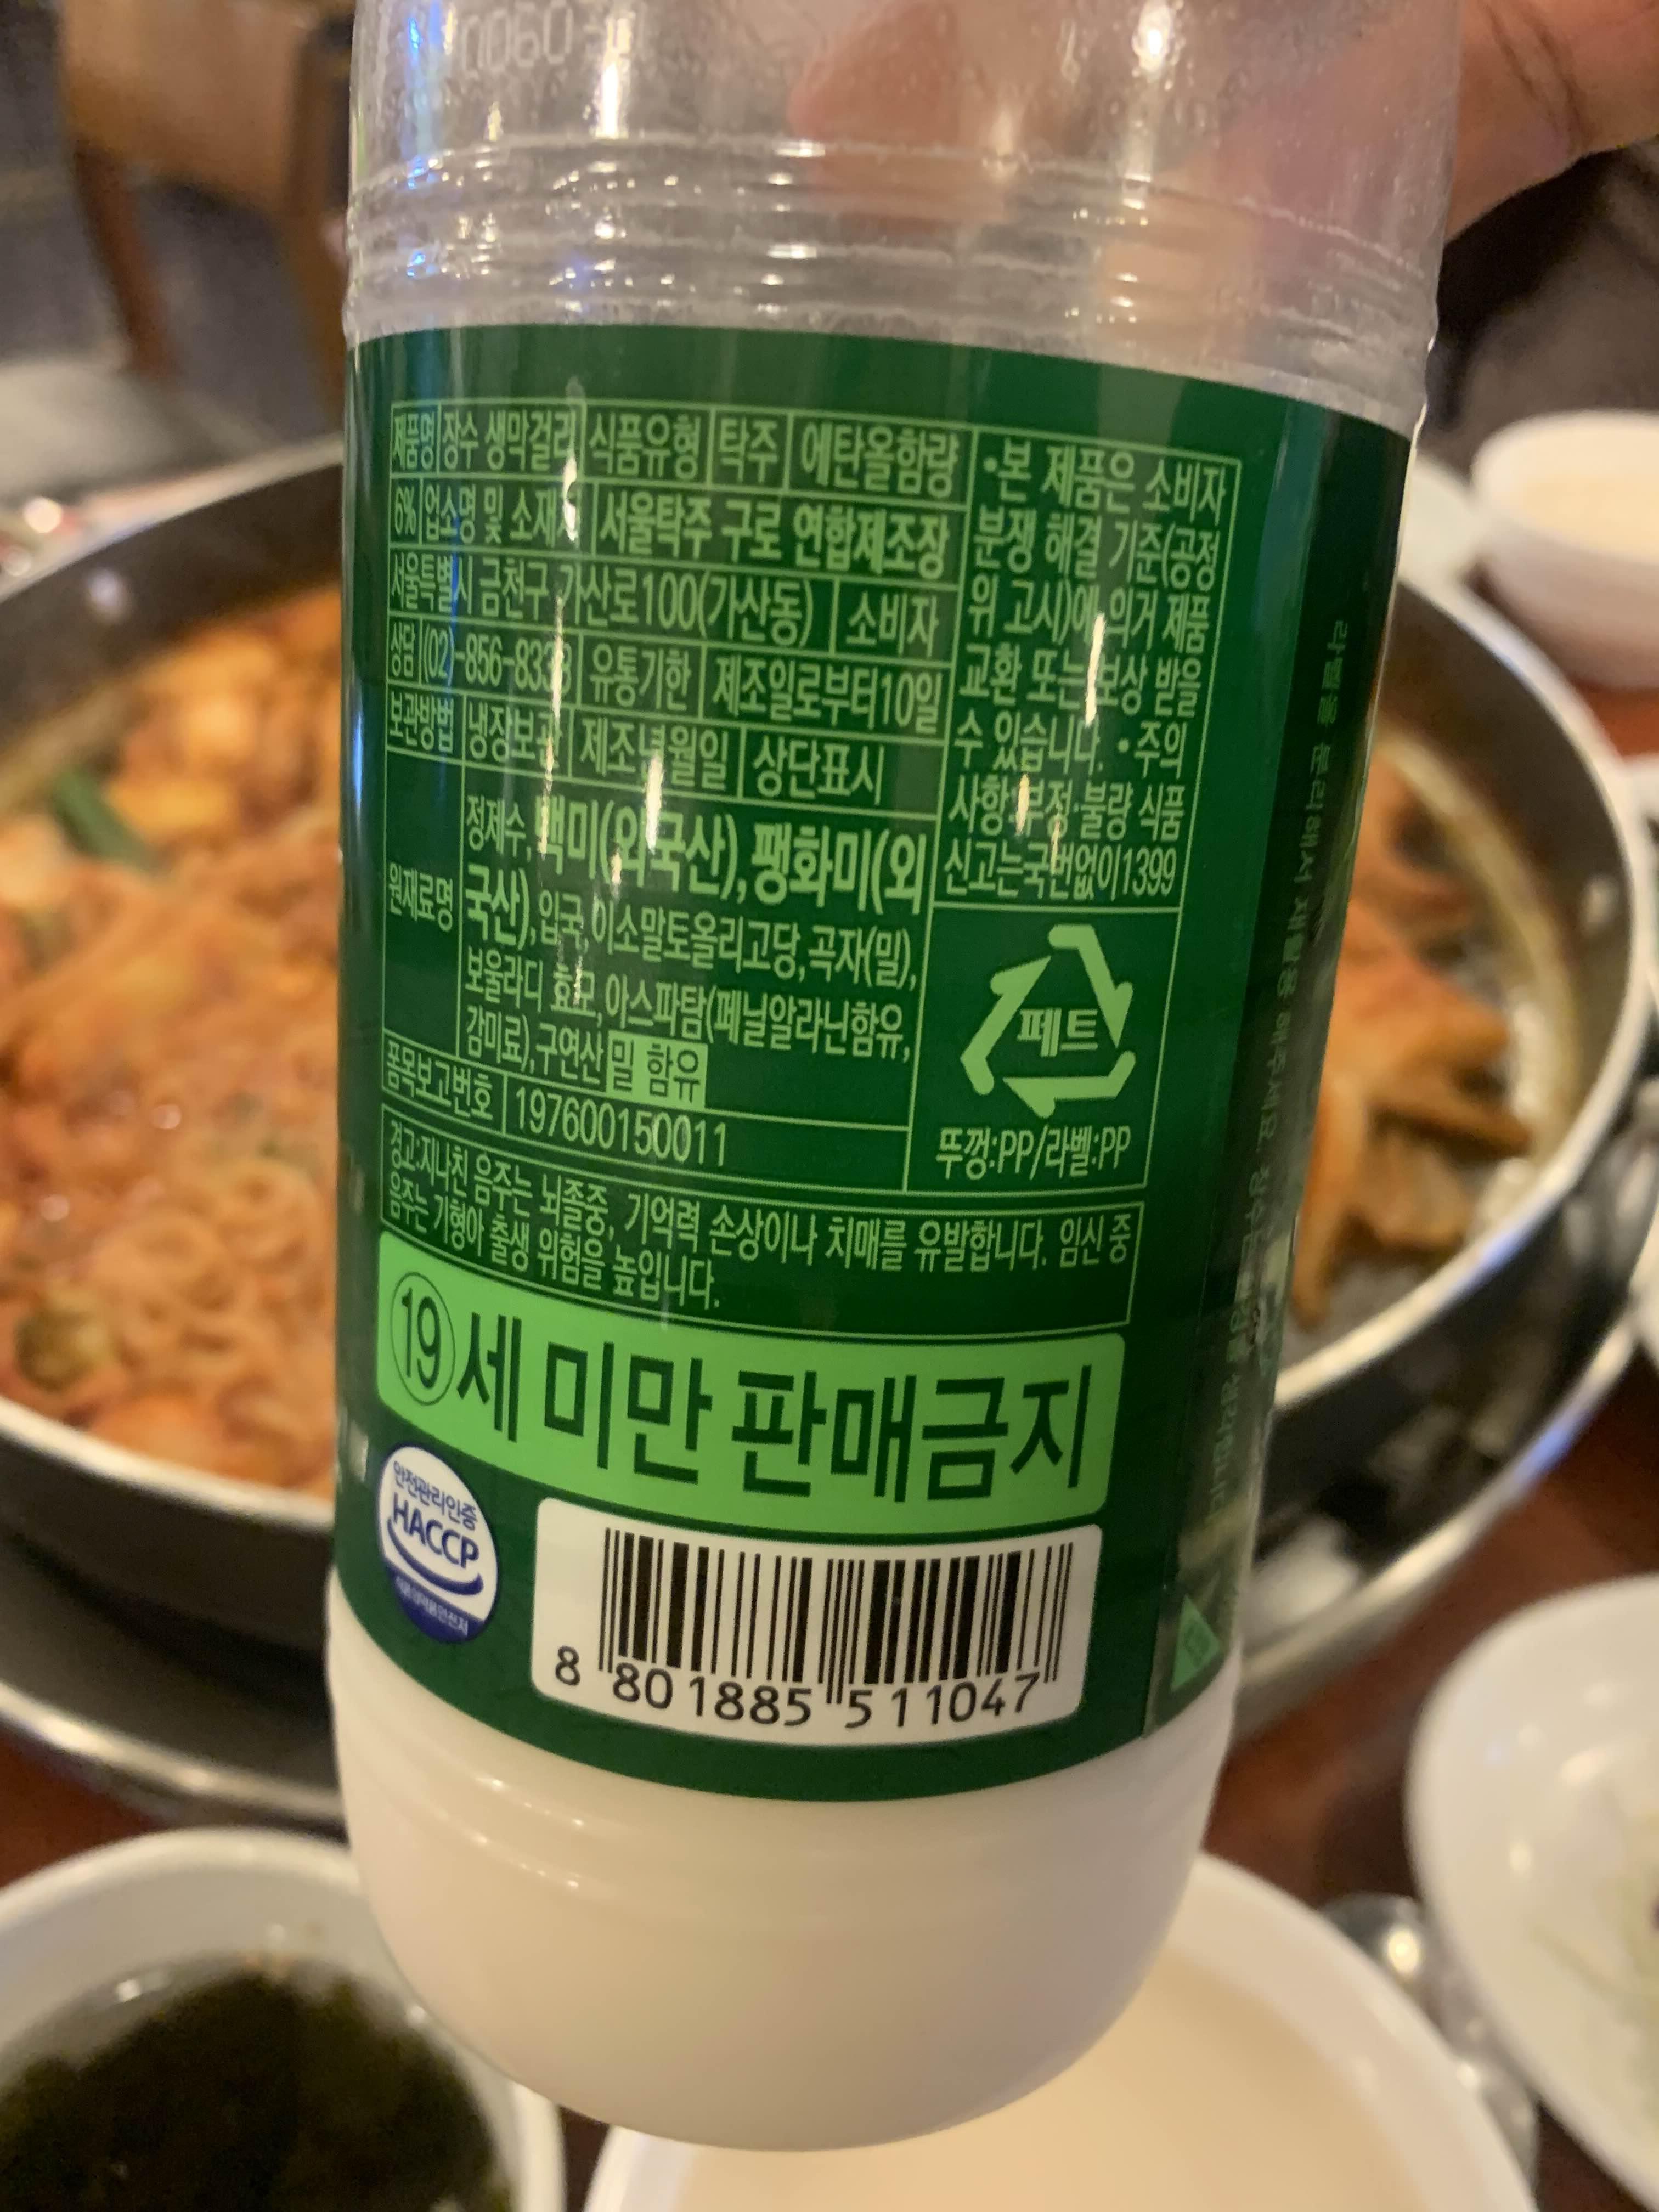 제품명 장수 생막걸리 식품유형 탁주 에탄올함량
6% 업소명 및 소재지 서울탁주 구로 연합제조장
서울특별시 금천구 가산로100(가산동) 소비자
상담 (02)-856-8333 유통기한 제조일로부터10일
보관방법 냉장보관 제조년월일 상단표시
원재료명
정제수, 백미(외국산), 팽화미(외
국산), 입국, 이소말토올리고당, 곡자(밀),
보울라디 효모, 아스파탐(페닐알라닌함유,
감미료), 구연산 밀 함유
품목보고번호 197600150011
•본 제품은 소비자
분쟁 해결 기준(공정
위 고시)에 의거 제품
교환 또는 보상 받을
수 있습니다. •주의
사항:부정·불량 식품
신고는국번없이1399
페트
뚜껑:PP/라벨:PP
경고:지나친 음주는 뇌졸중, 기억력 손상이나 치매를 유발합니다. 임신 중
음주는 기형아 출생 위험을 높입니다.
19세 미만 판매금지
안전관리인증
HACCP
8 801885 511047